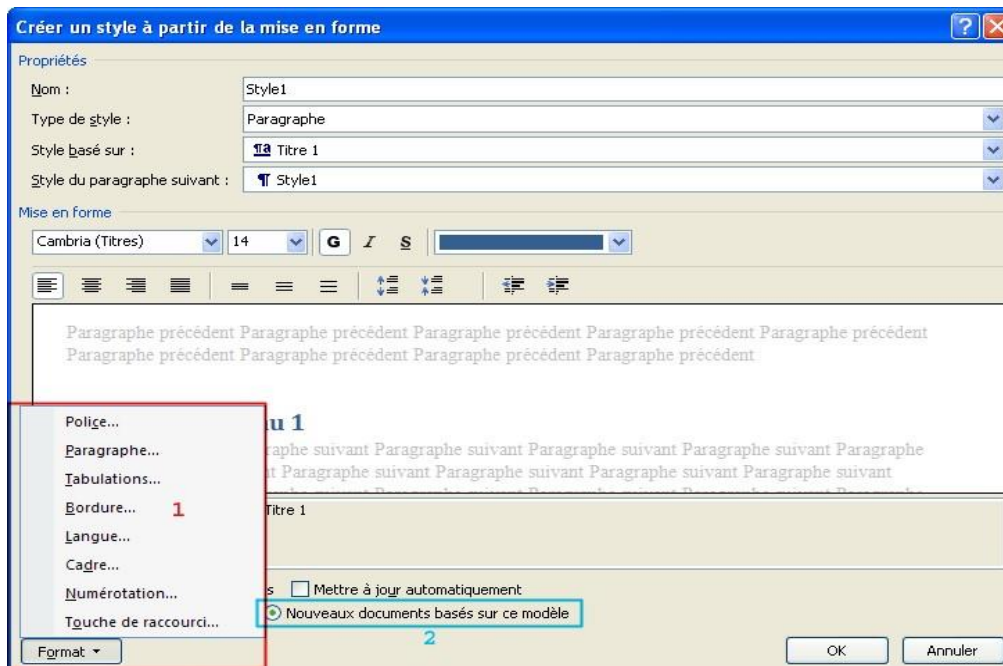 Créer un style à partir de la mise en forme
Propriétés
Nom :
Style1
Type de style :
Paragraphe
Style basé sur :
Titre 1
Style du paragraphe suivant :
Style1
Mise en forme
Cambria (Titres)
14
G I S
Paragraphe précédent Paragraphe précédent Paragraphe précédent Paragraphe précédent Paragraphe précédent
Paragraphe précédent Paragraphe précédent Paragraphe précédent Paragraphe précédent
u 1
raphe suivant Paragraphe suivant Paragraphe suivant Paragraphe suivant Paragraphe
t Paragraphe suivant Paragraphe suivant Paragraphe suivant Paragraphe suivant
Titre 1
Police...
Paragraphe...
Tabulations...
Bordure...
1
Langue...
Cadre...
Numérotation...
Touche de raccourci...
s
Mettre à jour automatiquement
Nouveaux documents basés sur ce modèle
2
Format
OK
Annuler